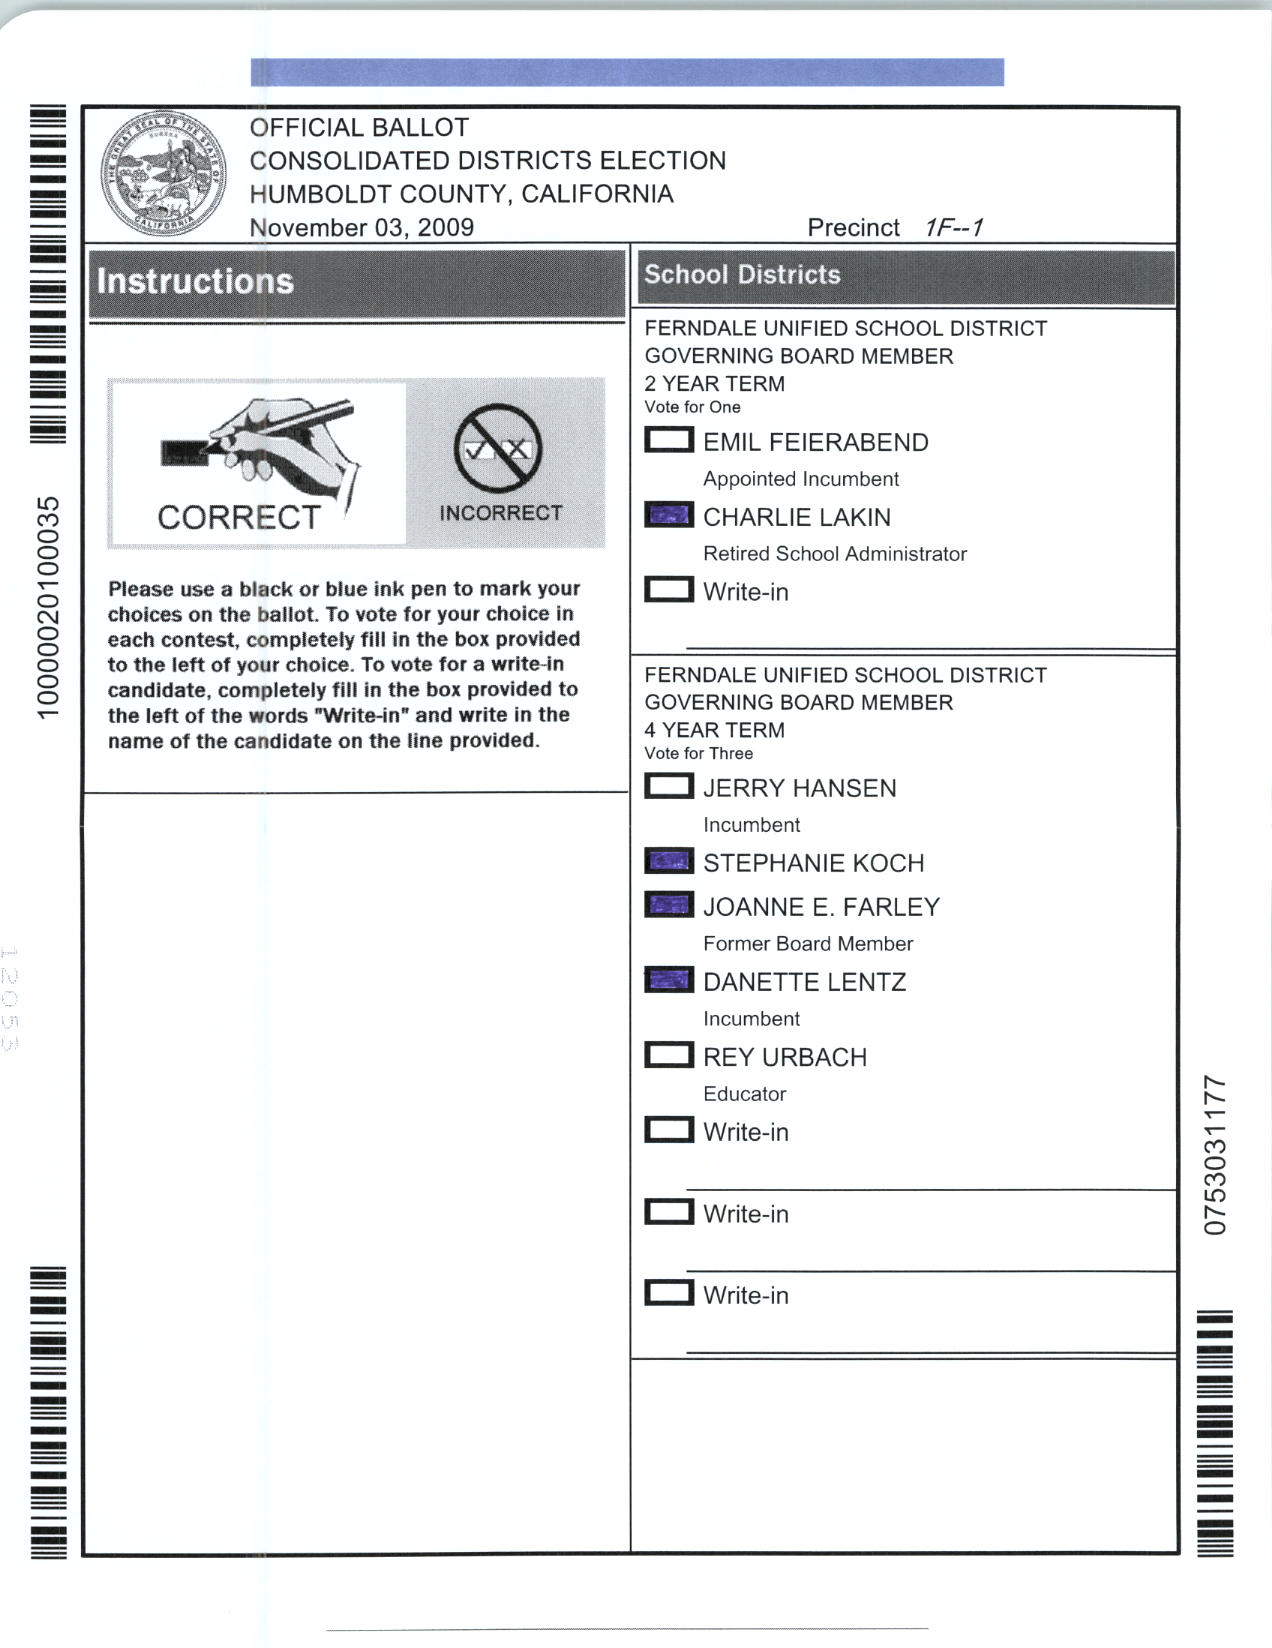 OFFICIAL BALLOT
CONSOLIDATED DISTRICTS ELECTION
HUMBOLDT COUNTY, CALIFORNIA
November 03, 2009
Precinct 1F--1
THE GREAT SEAL OF THE STATE OF CALIFORNIA
EUREKA
Instructions
CORRECT
INCORRECT
Please use a black or blue ink pen to mark your
choices on the ballot. To vote for your choice in
each contest, completely fill in the box provided
to the left of your choice. To vote for a write-in
candidate, completely fill in the box provided to
the left of the words "Write-in" and write in the
name of the candidate on the line provided.
School Districts
FERNDALE UNIFIED SCHOOL DISTRICT
GOVERNING BOARD MEMBER
2 YEAR TERM
Vote for One
EMIL FEIERABEND
Appointed Incumbent
CHARLIE LAKIN
Retired School Administrator
Write-in
FERNDALE UNIFIED SCHOOL DISTRICT
GOVERNING BOARD MEMBER
4 YEAR TERM
Vote for Three
JERRY HANSEN
Incumbent
STEPHANIE KOCH
JOANNE E. FARLEY
Former Board Member
DANETTE LENTZ
Incumbent
REY URBACH
Educator
Write-in
Write-in
Write-in
10000020100035
12053
0753031177